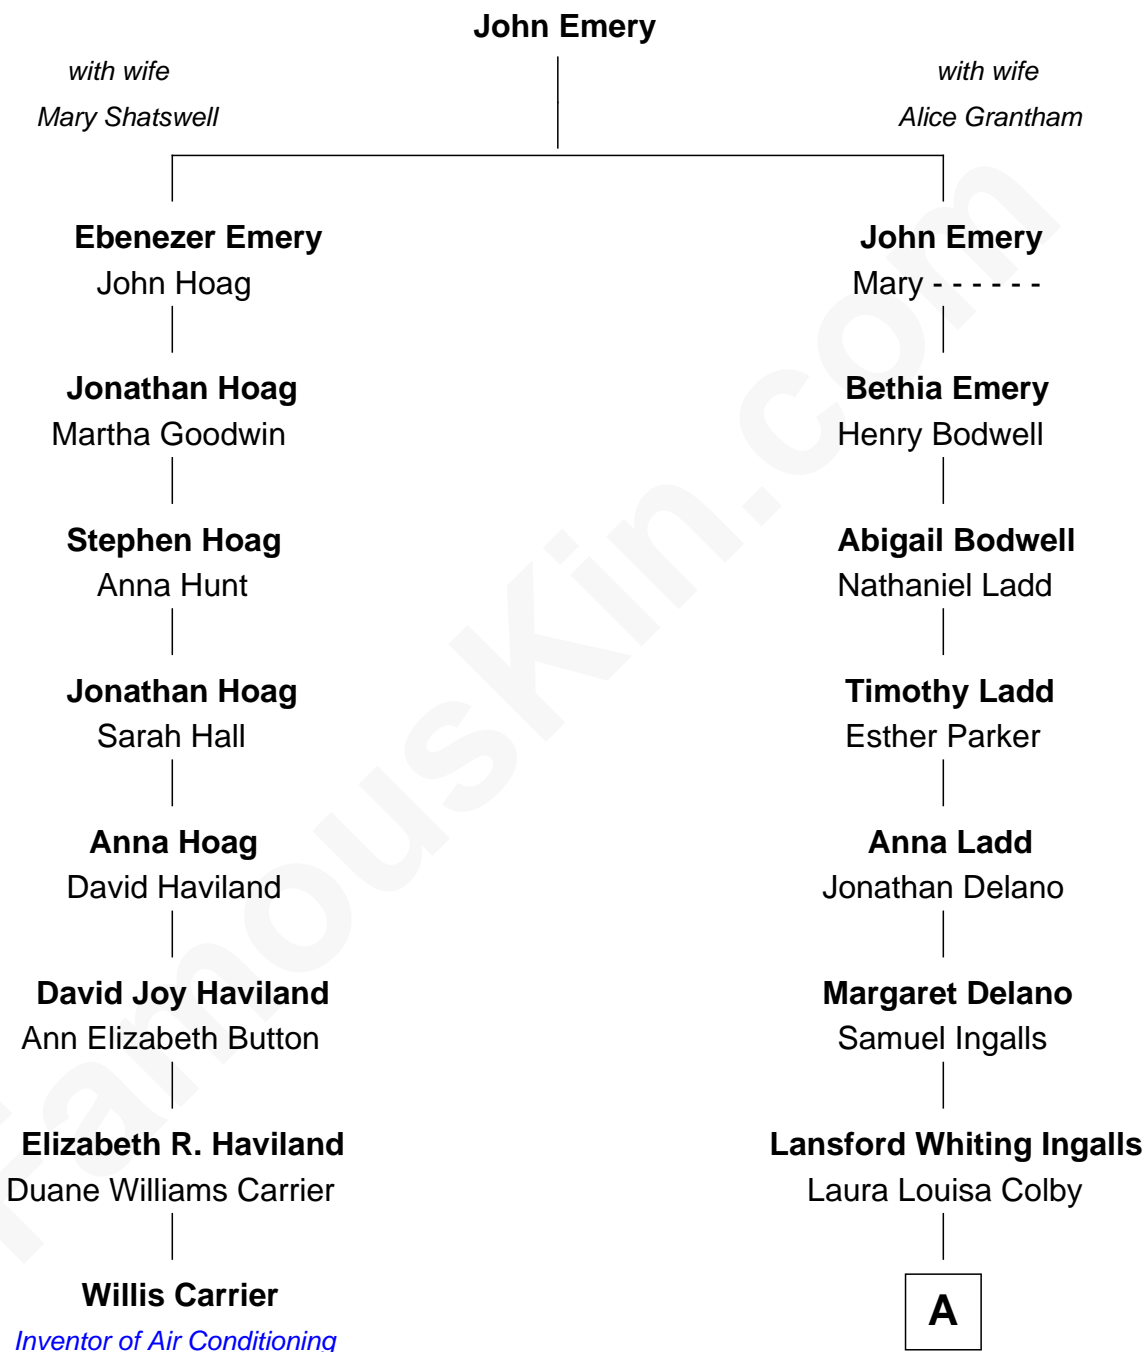 John Emery
with wife
Mary Shatswell
with wife
Alice Grantham
Ebenezer Emery
John Hoag
Jonathan Hoag
Martha Goodwin
Stephen Hoag
Anna Hunt
Jonathan Hoag
Sarah Hall
Anna Hoag
David Haviland
David Joy Haviland
Ann Elizabeth Button
Elizabeth R. Haviland
Duane Williams Carrier
Willis Carrier
Inventor of Air Conditioning
John Emery
Mary - - - - - -
Bethia Emery
Henry Bodwell
Abigail Bodwell
Nathaniel Ladd
Timothy Ladd
Esther Parker
Anna Ladd
Jonathan Delano
Margaret Delano
Samuel Ingalls
Lansford Whiting Ingalls
Laura Louisa Colby
A
FamousKin.com